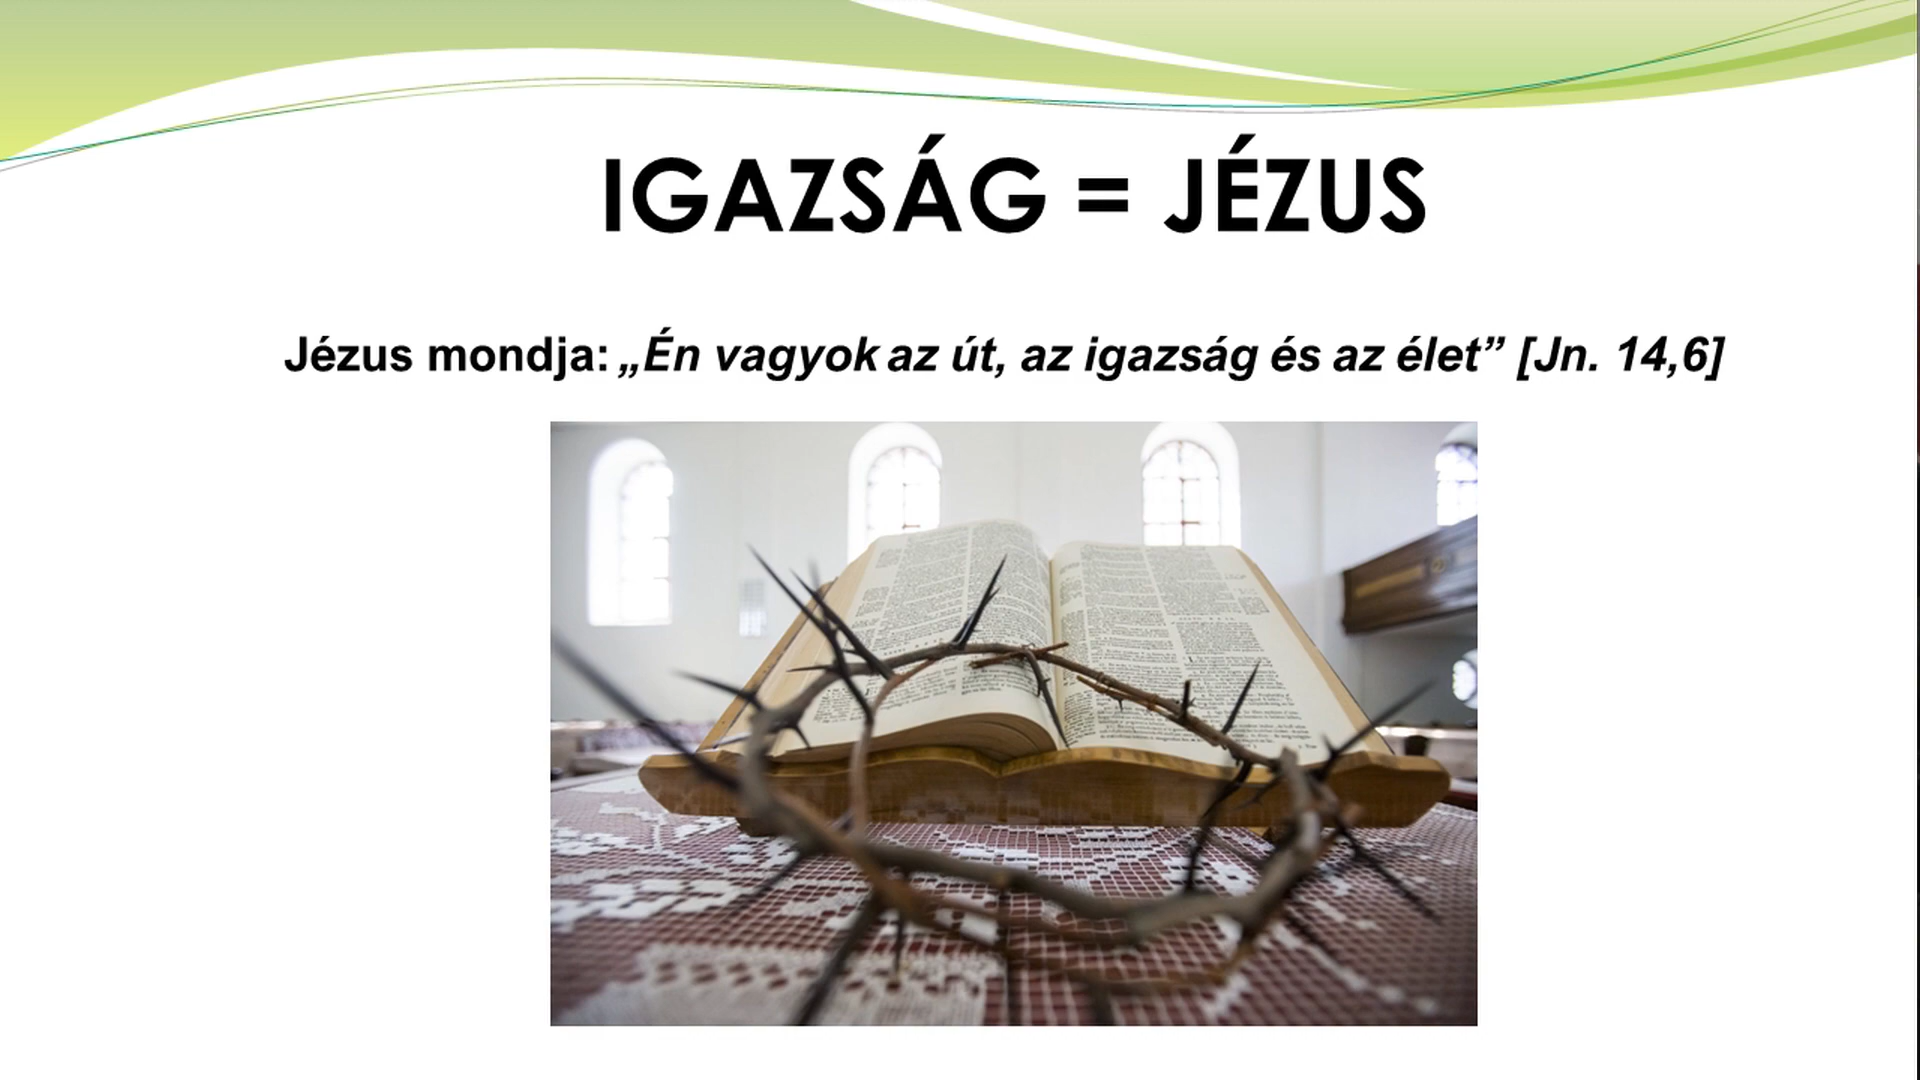 IGAZSÁG = JÉZUS
Jézus mondja: „Én vagyok az út, az igazság és az élet” [Jn. 14,6]